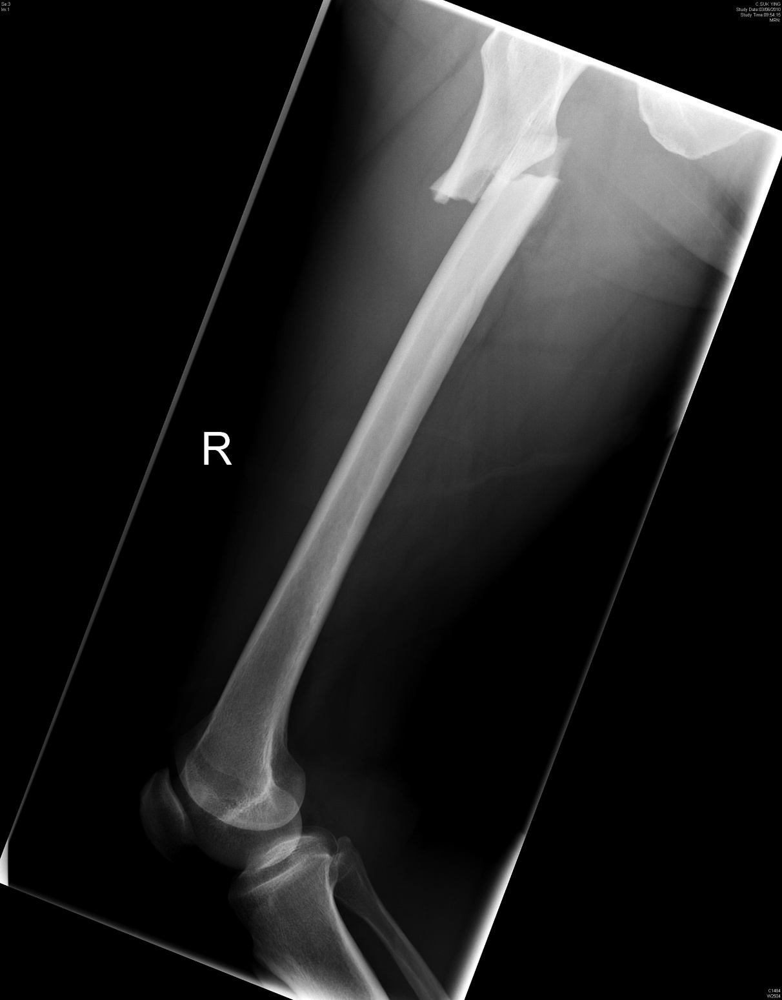 Se:3
Im:1
C.SUK YING
Study Date:03/06/2010
Study Time:09:54:15
MRN:
R
C1484
W2504